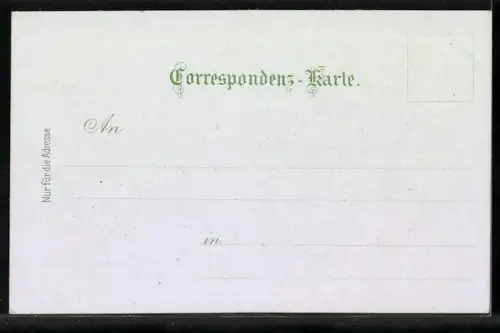 Correspondenz-Karte.
An
Nur für die Adresse
in